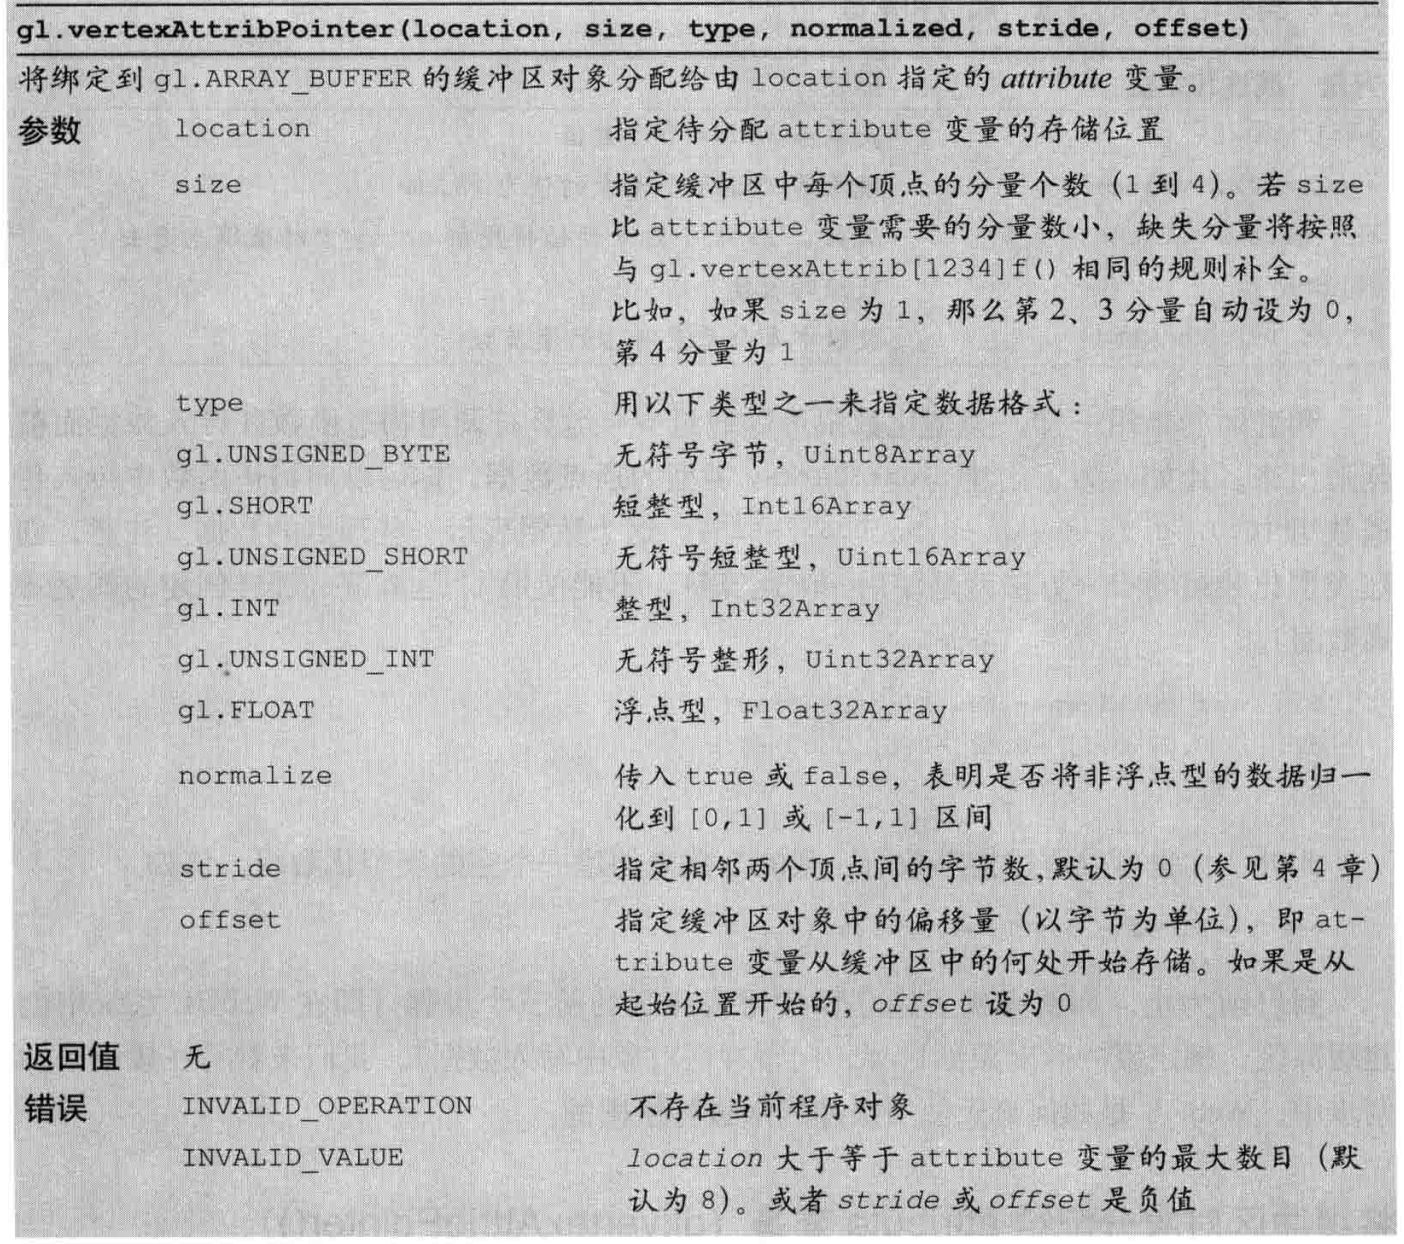 gl.vertexAttribPointer(location, size, type, normalized, stride, offset)
将绑定到 gl.ARRAY_BUFFER 的缓冲区对象分配给由 location 指定的 attribute 变量。
参数 location 指定待分配 attribute 变量的存储位置
size 指定缓冲区中每个顶点的分量个数（1 到 4）。若 size
比 attribute 变量需要的分量数小，缺失分量将按照
与 gl.vertexAttrib[1234]f() 相同的规则补全。
比如，如果 size 为 1，那么第 2、3 分量自动设为 0，
第 4 分量为 1
type 用以下类型之一来指定数据格式：
gl.UNSIGNED_BYTE 无符号字节，Uint8Array
gl.SHORT 短整型，Int16Array
gl.UNSIGNED_SHORT 无符号短整型，Uint16Array
gl.INT 整型，Int32Array
gl.UNSIGNED_INT 无符号整形，Uint32Array
gl.FLOAT 浮点型，Float32Array
normalize 传入 true 或 false，表明是否将非浮点型的数据归一
化到 [0,1] 或 [-1,1] 区间
stride 指定相邻两个顶点间的字节数，默认为 0（参见第 4 章）
offset 指定缓冲区对象中的偏移量（以字节为单位），即 at-
tribute 变量从缓冲区中的何处开始存储。如果是从
起始位置开始的，offset 设为 0
返回值 无
错误 INVALID_OPERATION 不存在当前程序对象
INVALID_VALUE location 大于等于 attribute 变量的最大数目（默
认为 8）。或者 stride 或 offset 是负值